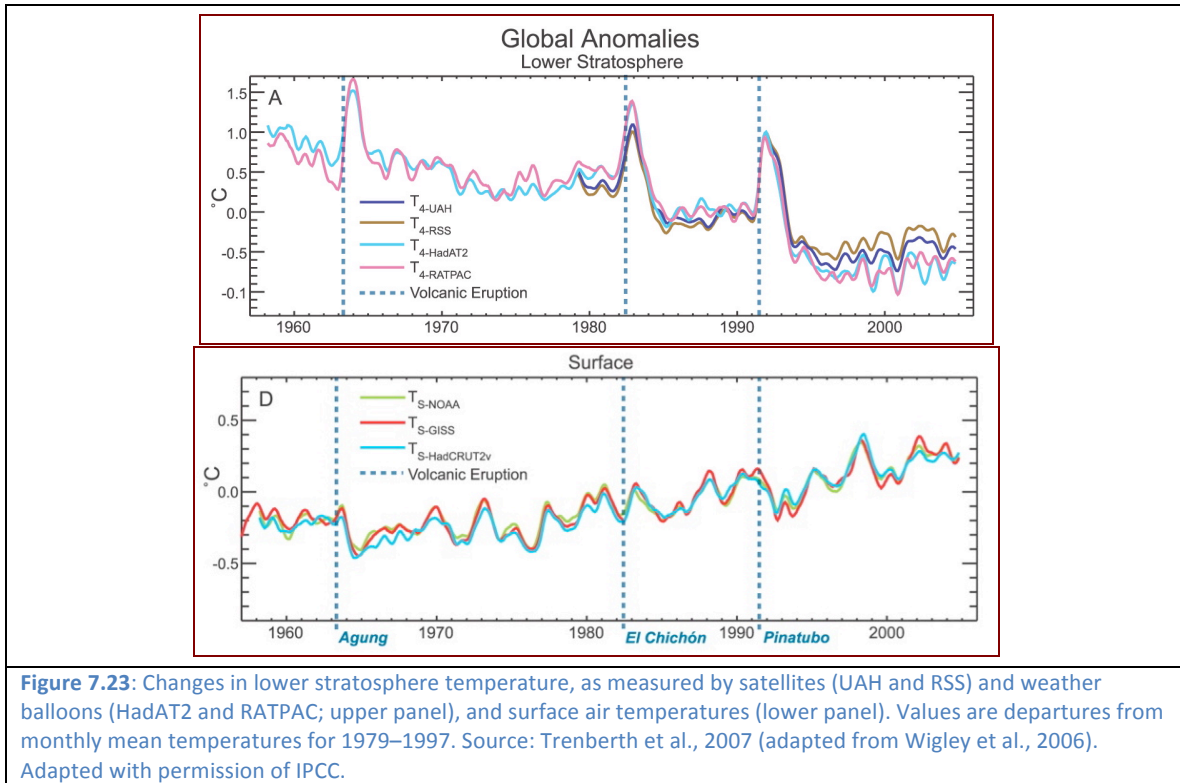 Global Anomalies
Lower Stratosphere
A
1.5
1.0
0.5
0.0
-0.5
-0.1
°C
T4-UAH
T4-RSS
T4-HadAT2
T4-RATPAC
Volcanic Eruption
1960 1970 1980 1990 2000
Surface
D
0.5
0.0
-0.5
°C
TS-NOAA
TS-GISS
TS-HadCRUT2v
Volcanic Eruption
1960 1970 1980 1990 2000
Agung El Chichón Pinatubo
Figure 7.23: Changes in lower stratosphere temperature, as measured by satellites (UAH and RSS) and weather
balloons (HadAT2 and RATPAC; upper panel), and surface air temperatures (lower panel). Values are departures from
monthly mean temperatures for 1979–1997. Source: Trenberth et al., 2007 (adapted from Wigley et al., 2006).
Adapted with permission of IPCC.